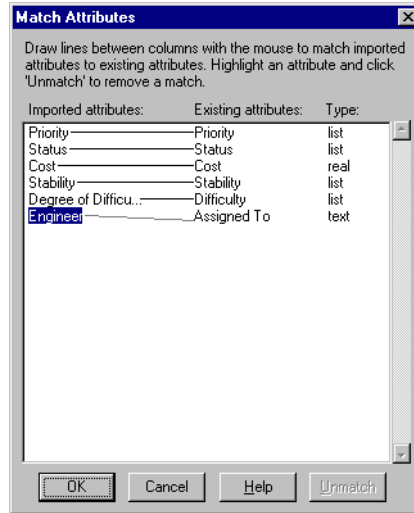 Match Attributes
Draw lines between columns with the mouse to match imported
attributes to existing attributes. Highlight an attribute and click
'Unmatch' to remove a match.
Imported attributes: Existing attributes: Type:
Priority Priority list
Status Status list
Cost Cost real
Stability Stability list
Degree of Difficu... Difficulty list
Engineer Assigned To text
OK Cancel Help Unmatch